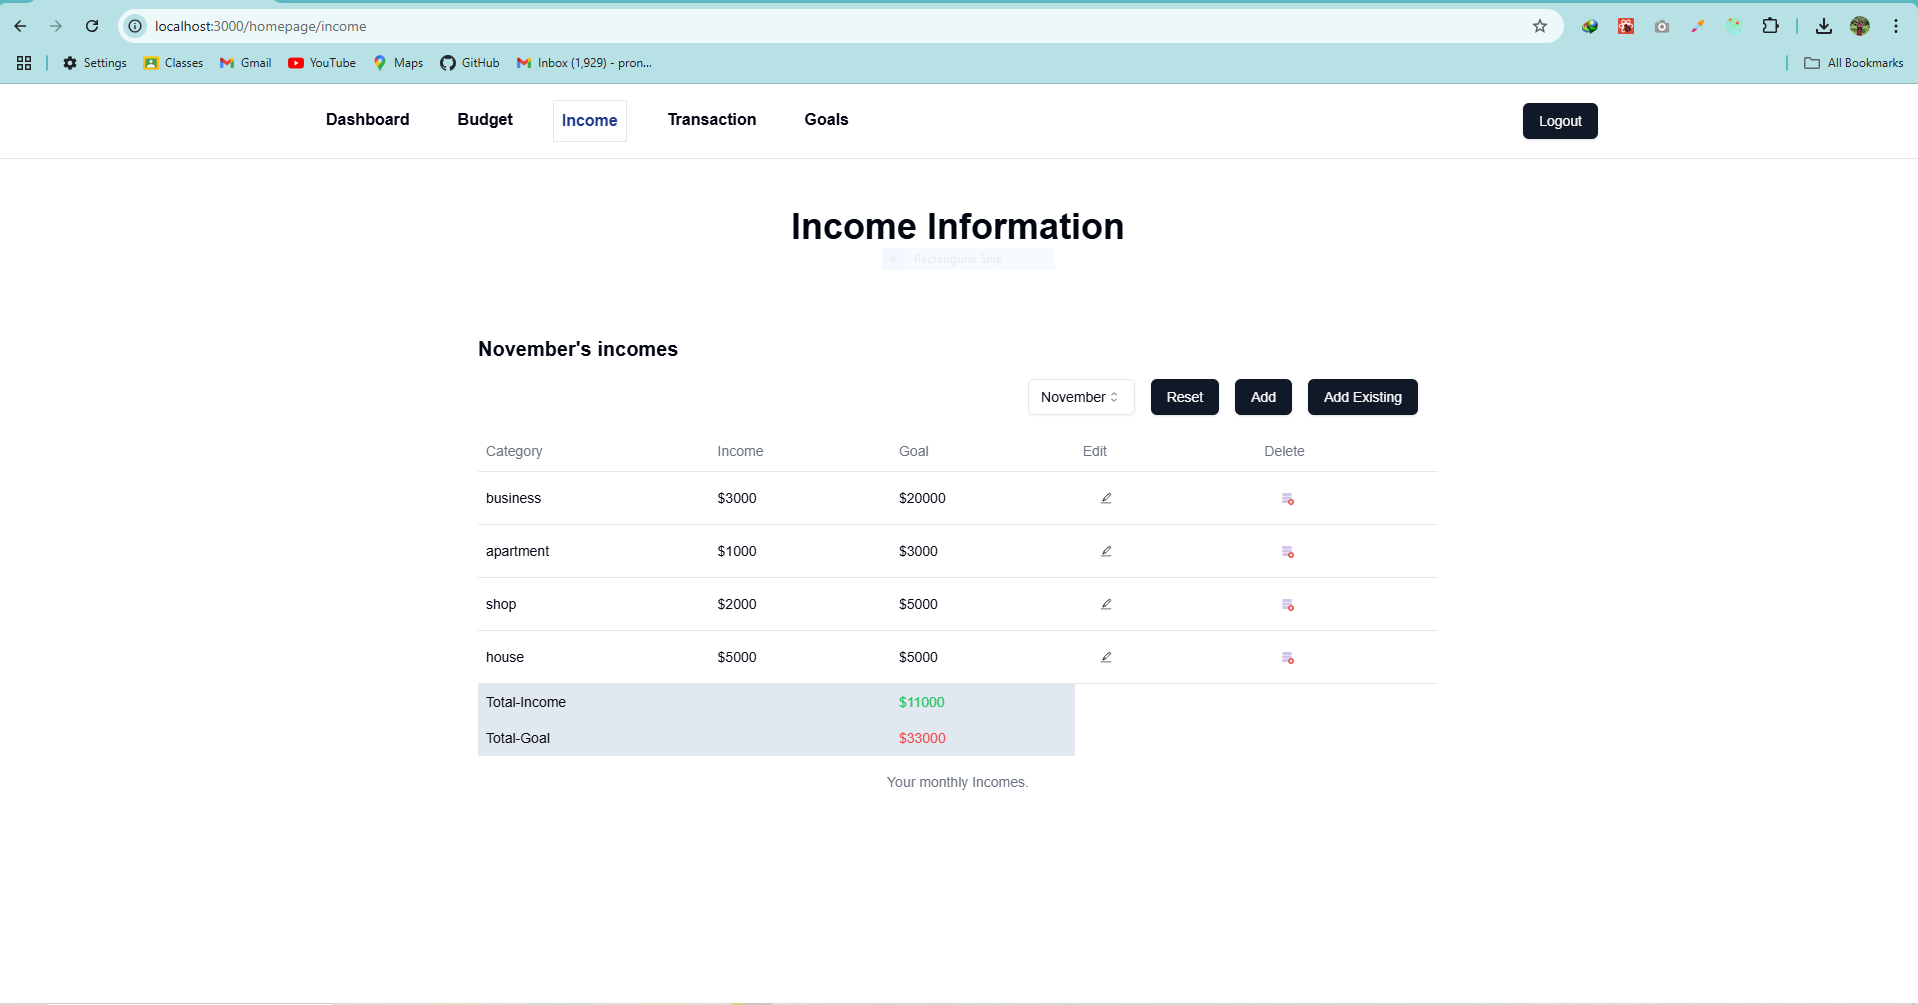 localhost:3000/homepage/income
Settings Classes Gmail YouTube Maps GitHub Inbox (1,929) - pron... All Bookmarks
Dashboard Budget Income Transaction Goals Logout
Income Information
Rectangular Snip
November's incomes
November Reset Add Add Existing
Category Income Goal Edit Delete
business $3000 $20000
apartment $1000 $3000
shop $2000 $5000
house $5000 $5000
Total-Income $11000
Total-Goal $33000
Your monthly Incomes.